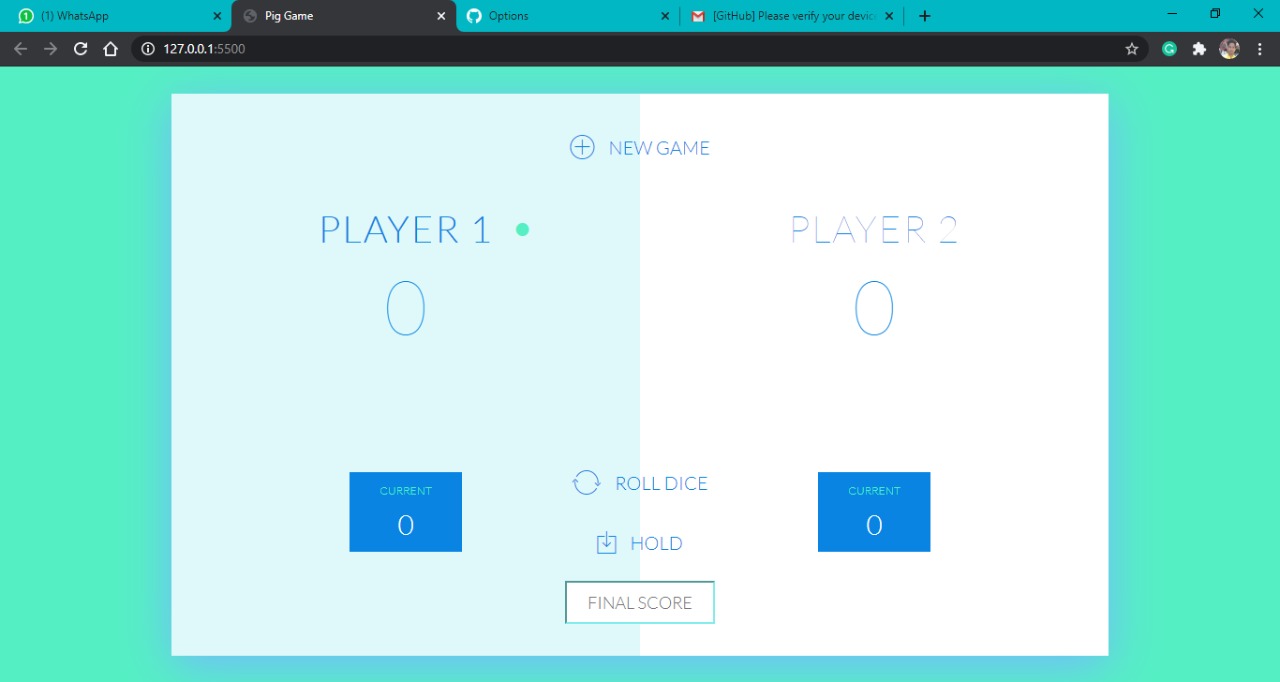 (1) WhatsApp
Pig Game
Options
[GitHub] Please verify your device
127.0.0.1:5500
NEW GAME
PLAYER 1
PLAYER 2
0
0
CURRENT
0
ROLL DICE
HOLD
FINAL SCORE
CURRENT
0